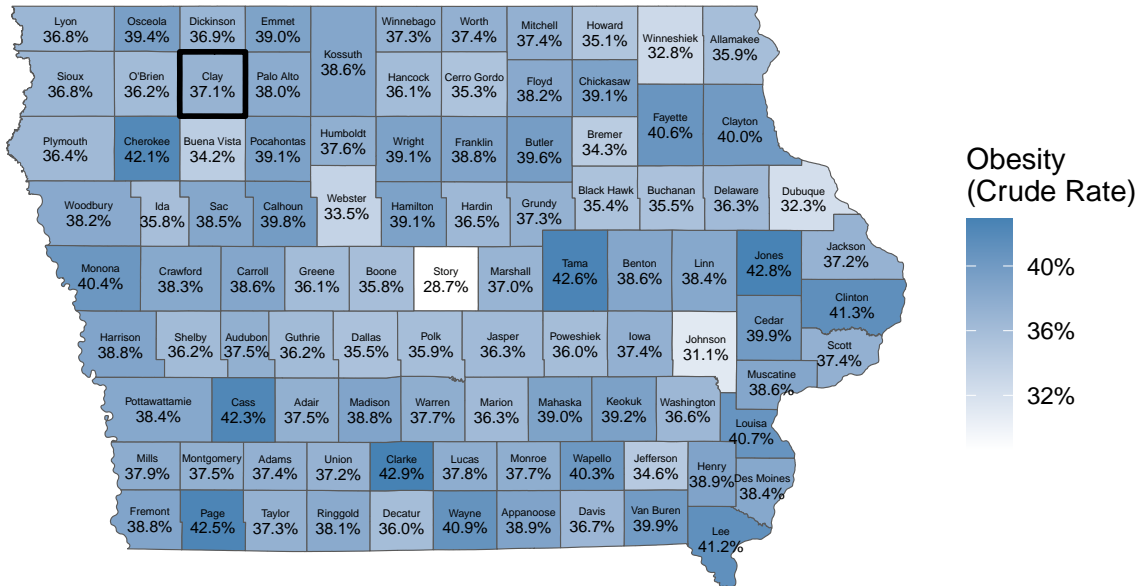 Lyon Osceola Dickinson Emmet Winnebago Worth Mitchell Howard Winneshiek Allamakee
36.8% 39.4% 36.9% 39.0% 37.3% 37.4% 37.4% 35.1% 32.8% 35.9%
Kossuth
38.6%
Sioux O'Brien Clay Palo Alto Hancock Cerro Gordo Floyd Chickasaw
36.8% 36.2% 37.1% 38.0% 36.1% 35.3% 38.2% 39.1%
Fayette Clayton
40.6% 40.0%
Plymouth Cherokee Buena Vista Pocahontas Humboldt Wright Franklin Butler Bremer
36.4% 42.1% 34.2% 39.1% 37.6% 39.1% 38.8% 39.6% 34.3%
Obesity
(Crude Rate)
Woodbury Ida Sac Calhoun Webster Hamilton Hardin Grundy Black Hawk Buchanan Delaware Dubuque
38.2% 35.8% 38.5% 39.8% 33.5% 39.1% 36.5% 37.3% 35.4% 35.5% 36.3% 32.3%
Monona Crawford Carroll Greene Boone Story Marshall Tama Benton Linn Jones Jackson
40.4% 38.3% 38.6% 36.1% 35.8% 28.7% 37.0% 42.6% 38.6% 38.4% 42.8% 37.2%
40%
Clinton
41.3%
Harrison Shelby Audubon Guthrie Dallas Polk Jasper Poweshiek Iowa Johnson Cedar Scott
38.8% 36.2% 37.5% 36.2% 35.5% 35.9% 36.3% 36.0% 37.4% 31.1% 39.9% 37.4%
36%
Muscatine
38.6%
32%
Pottawattamie Cass Adair Madison Warren Marion Mahaska Keokuk Washington Louisa
38.4% 42.3% 37.5% 38.8% 37.7% 36.3% 39.0% 39.2% 36.6% 40.7%
Mills Montgomery Adams Union Clarke Lucas Monroe Wapello Jefferson Henry Des Moines
37.9% 37.5% 37.4% 37.2% 42.9% 37.8% 37.7% 40.3% 34.6% 38.9% 38.4%
Fremont Page Taylor Ringgold Decatur Wayne Appanoose Davis Van Buren Lee
38.8% 42.5% 37.3% 38.1% 36.0% 40.9% 38.9% 36.7% 39.9% 41.2%